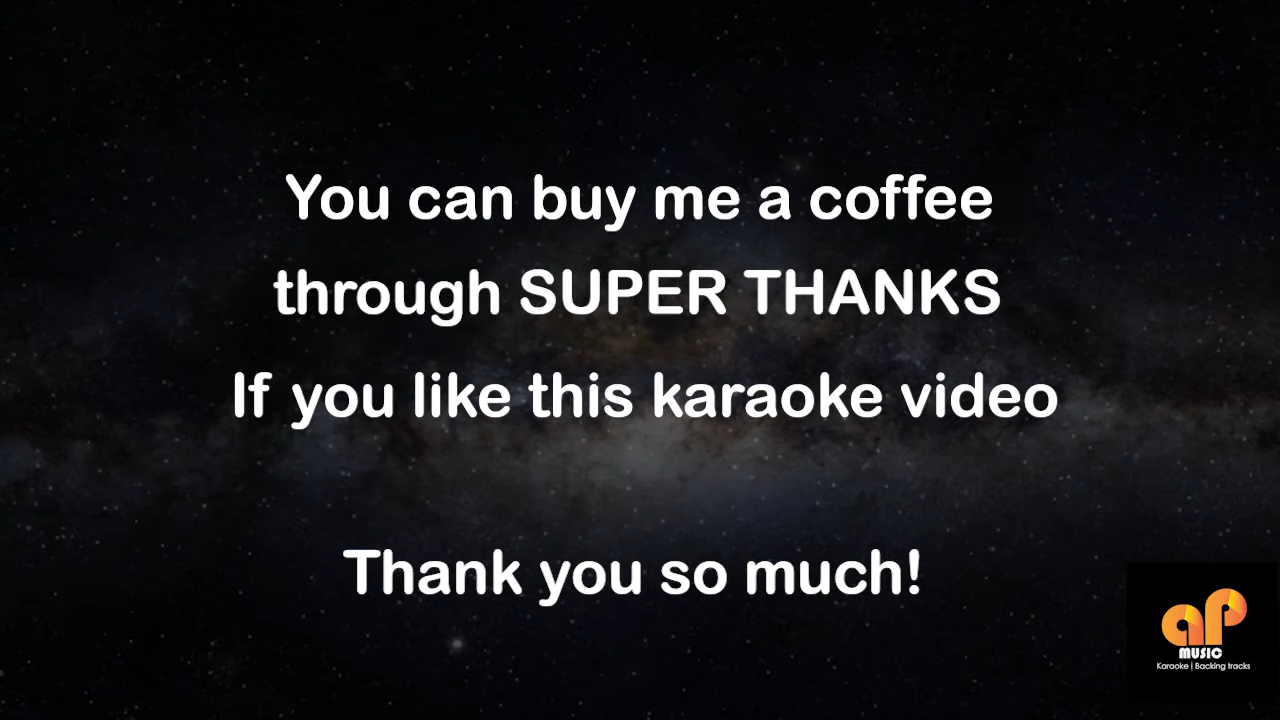 You can buy me a coffee
through SUPER THANKS
If you like this karaoke video
Thank you so much!
aP
MUSIC
Karaoke | Backing tracks